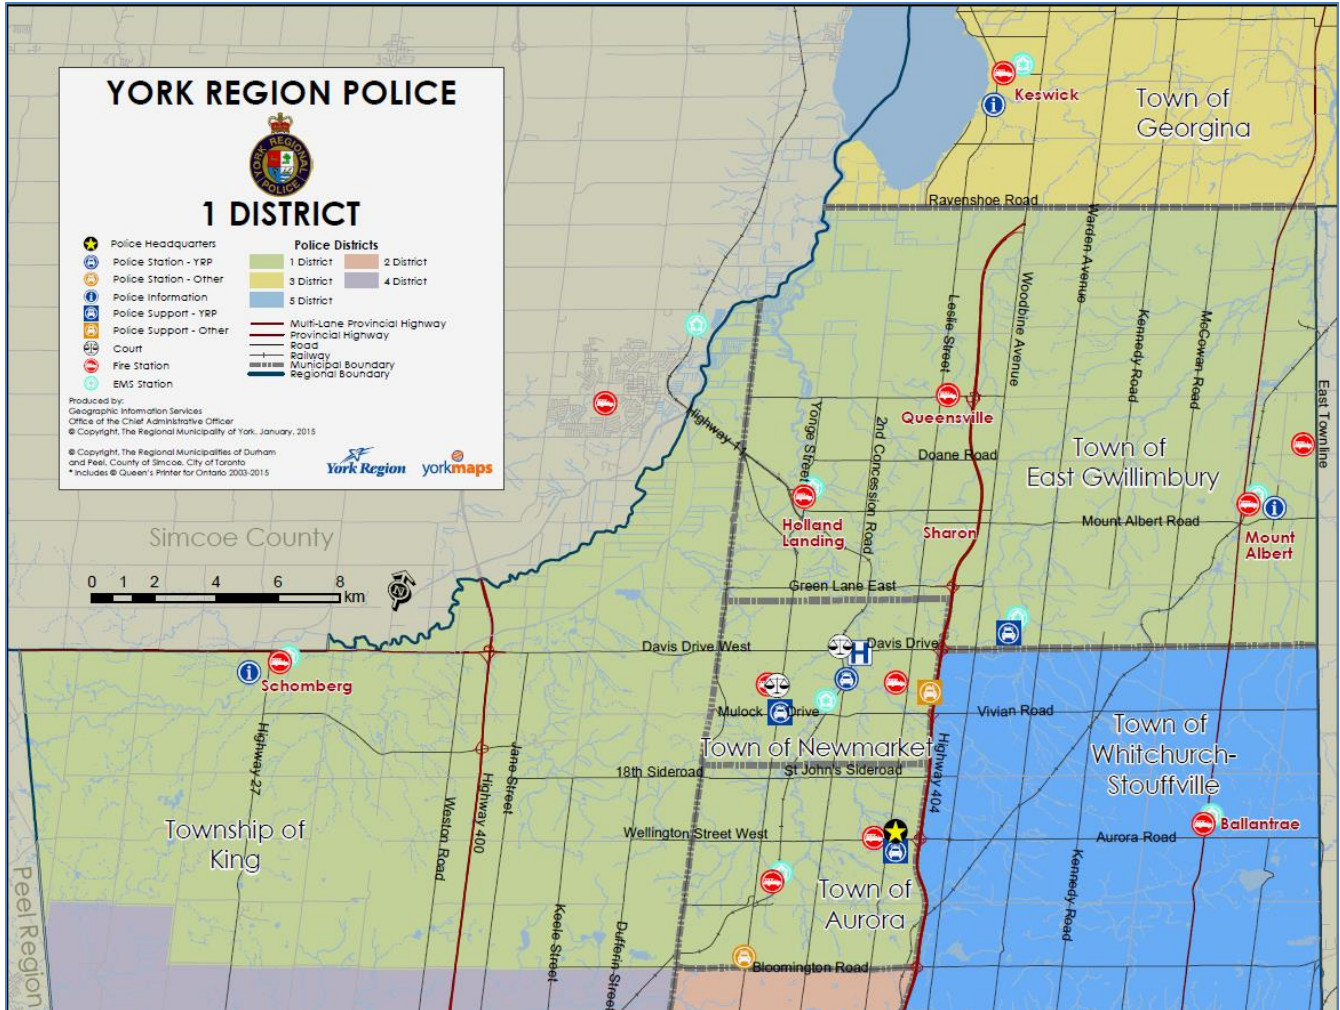 YORK REGION POLICE
YORK REGIONAL
POLICE
1 DISTRICT
Police Headquarters
Police Station - YRP
Police Station - Other
Police Information
Police Support - YRP
Police Support - Other
Court
Fire Station
EMS Station
Police Districts
1 District
2 District
3 District
4 District
5 District
Multi-Lane Provincial Highway
Provincial Highway
Road
Railway
Municipal Boundary
Regional Boundary
Produced by:
Geographic Information Services
Office of the Chief Administrative Officer
© Copyright, The Regional Municipality of York, January, 2015
© Copyright, The Regional Municipalities of Durham
and Peel, County of Simcoe, City of Toronto
* Includes © Queen's Printer for Ontario 2003-2015
York Region
yorkmaps
Keswick
Town of
Georgina
Ravenshoe Road
Warden Avenue
Woodbine Avenue
Leslie Street
Kennedy Road
McCowan Road
East Townline
Queensville
Highway 11
Yonge Street
2nd Concession Road
Doane Road
Town of
East Gwillimbury
Holland
Landing
Sharon
Mount Albert Road
Mount
Albert
Simcoe County
0 1 2 4 6 8
km
N
Green Lane East
Davis Drive West
Davis Drive
H
Schomberg
Mulock Drive
Vivian Road
Town of
Whitchurch-
Stouffville
Town of Newmarket
Highway 27
Jane Street
Highway 404
18th Sideroad
St John's Sideroad
Highway 400
Weston Road
Township of
King
Wellington Street West
Aurora Road
Ballantrae
Town of
Aurora
Kennedy Road
Peel Region
Keele Street
Dufferin Street
Bloomington Road